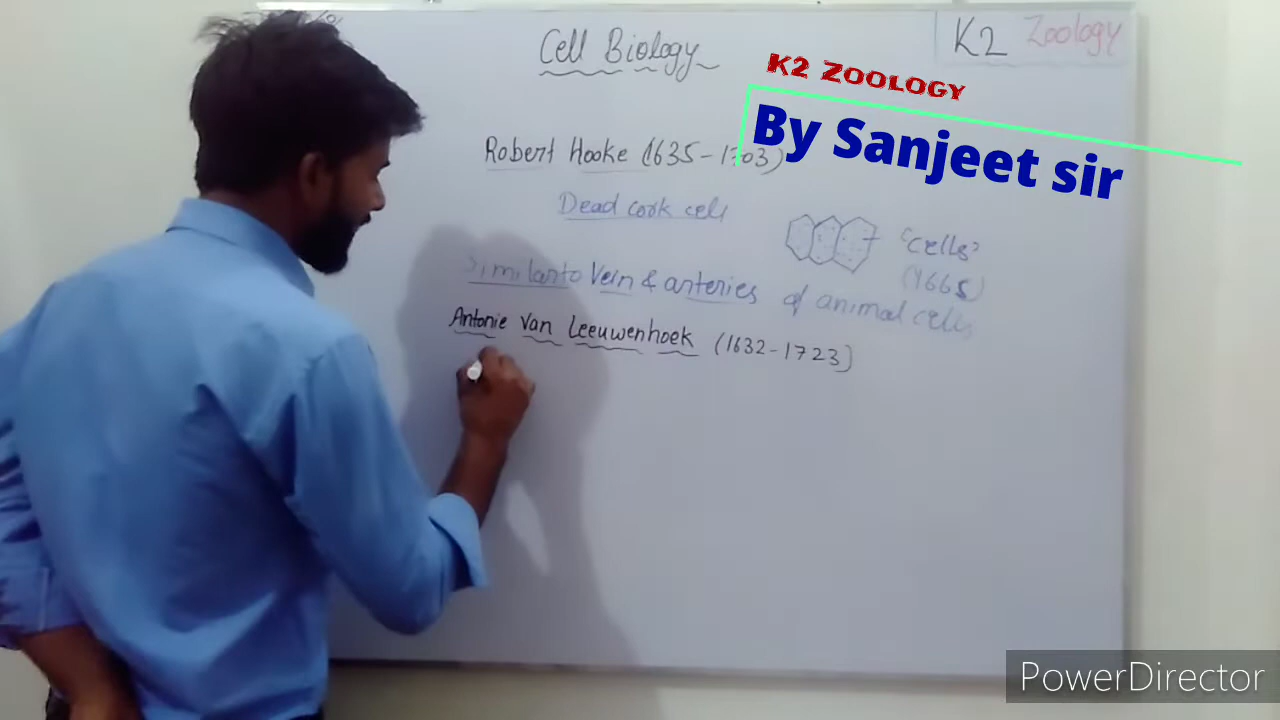 Cell Biology
K2 Zoology
K2 ZOOLOGY
By Sanjeet sir
Robert Hooke (1635-1703)
Dead cork cell
'cells'
(1665)
Similar to Vein & arteries of animal cells
Antonie Van Leeuwenhoek (1632-1723)
PowerDirector